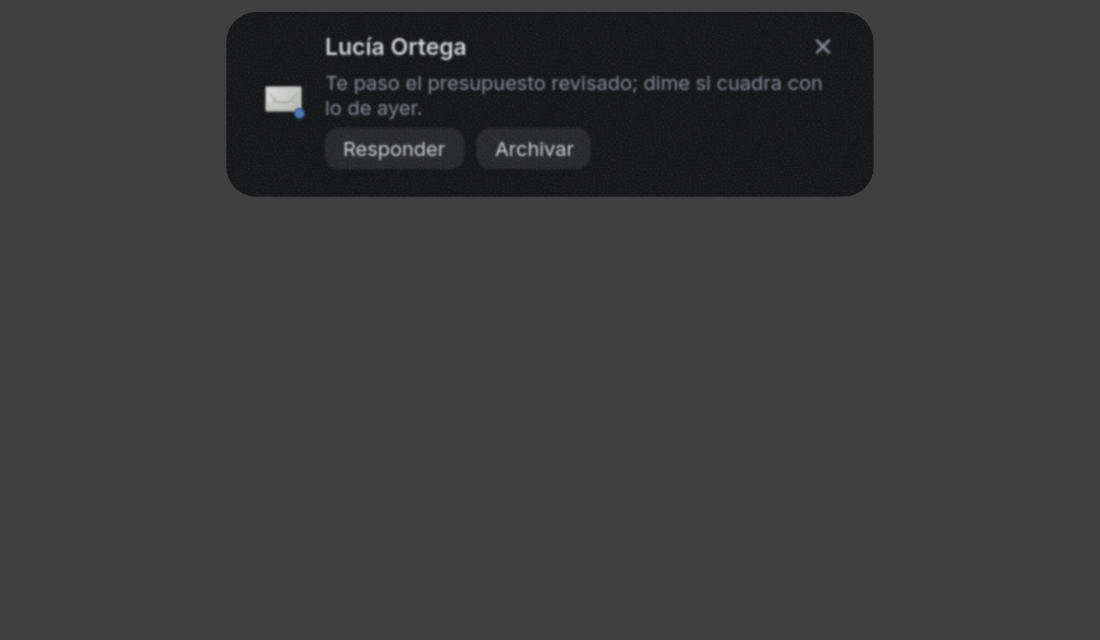 Lucía Ortega
Te paso el presupuesto revisado; dime si cuadra con
lo de ayer.
Responder Archivar